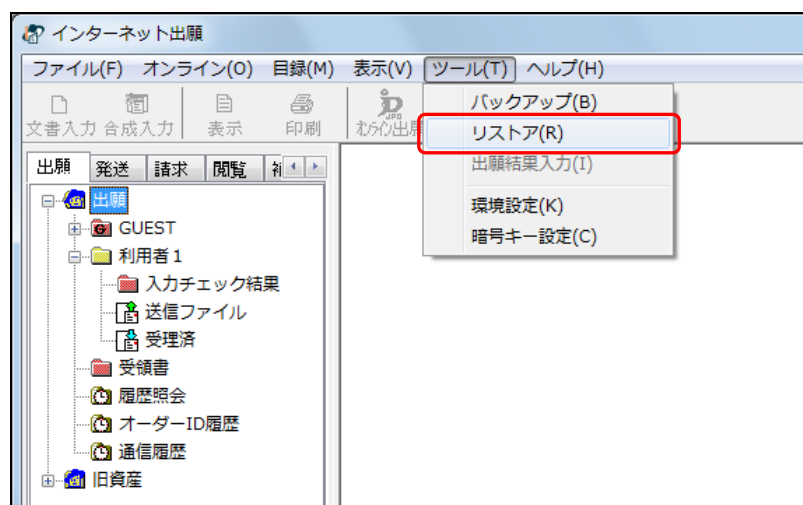 インターネット出願
ファイル(F) オンライン(O) 目録(M) 表示(V) ツール(T) ヘルプ(H)
文書入力 合成入力 表示 印刷
バックアップ(B)
リストア(R)
出願結果入力(I)
環境設定(K)
暗号キー設定(C)
出願 発送 請求 閲覧
出願
GUEST
利用者1
入力チェック結果
送信ファイル
受理済
受領書
履歴照会
オーダーID履歴
通信履歴
旧資産